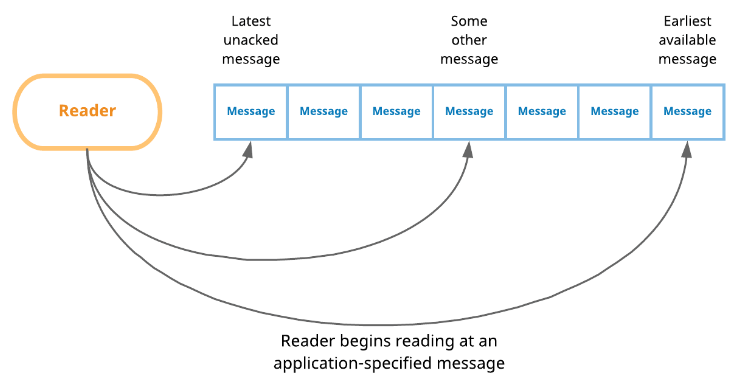 Latest
unacked
message
Some
other
message
Earliest
available
message
Reader
Message Message Message Message Message Message Message
Reader begins reading at an
application-specified message